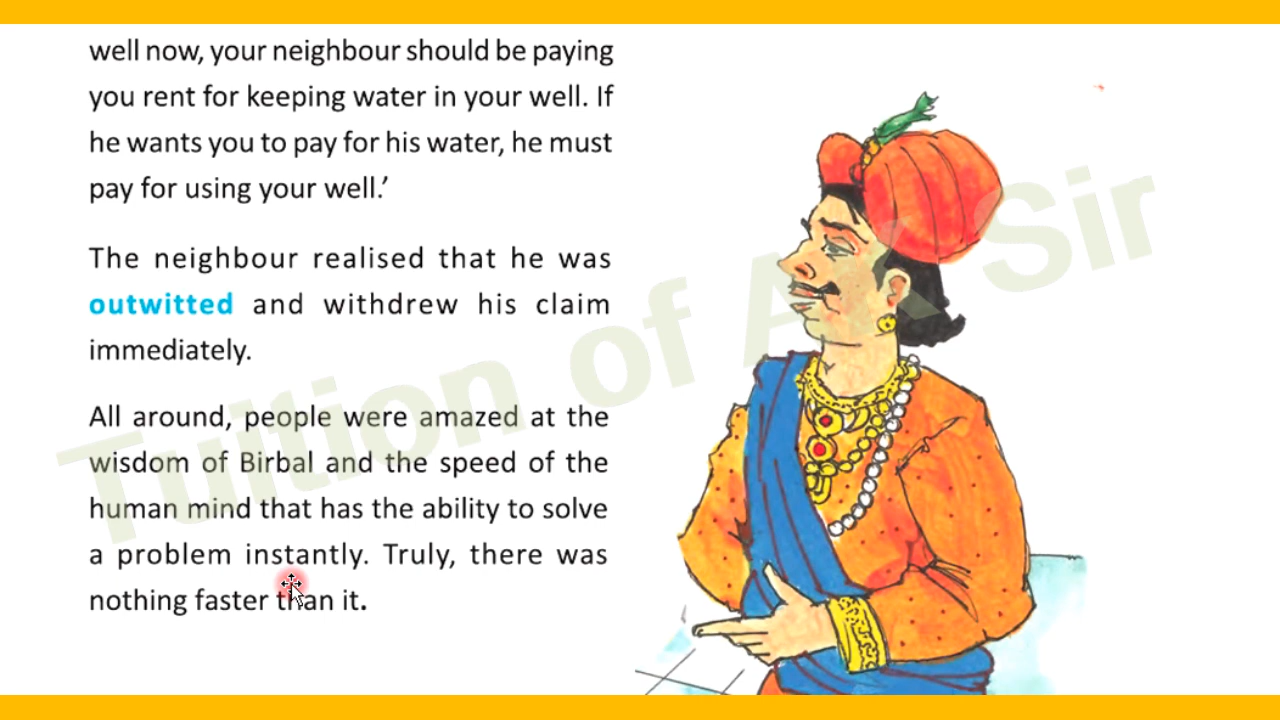 well now, your neighbour should be paying
you rent for keeping water in your well. If
he wants you to pay for his water, he must
pay for using your well.’
The neighbour realised that he was
outwitted and withdrew his claim
immediately.
All around, people were amazed at the
wisdom of Birbal and the speed of the
human mind that has the ability to solve
a problem instantly. Truly, there was
nothing faster than it.
Tuition of Sir